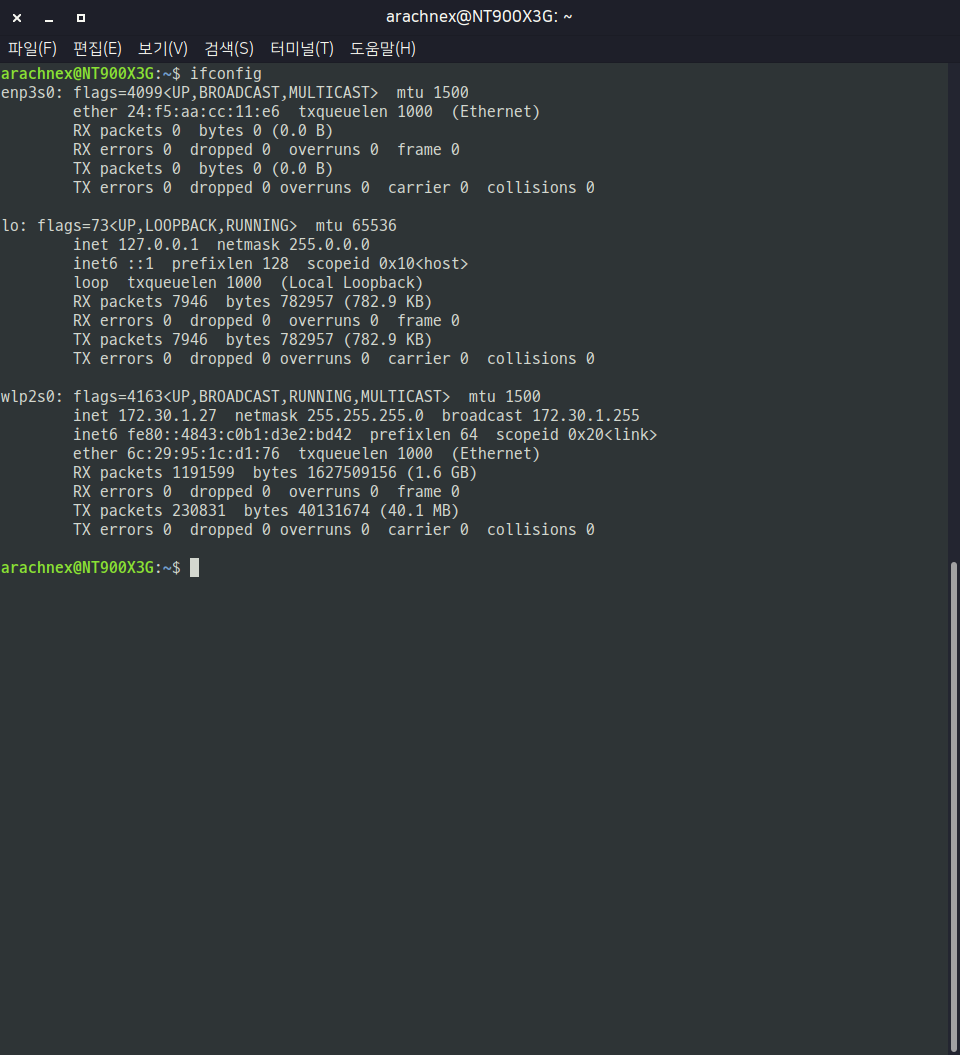 arachnex@NT900X3G: ~
파일(F) 편집(E) 보기(V) 검색(S) 터미널(T) 도움말(H)
arachnex@NT900X3G:~$ ifconfig
enp3s0: flags=4099<UP,BROADCAST,MULTICAST>  mtu 1500
        ether 24:f5:aa:cc:11:e6  txqueuelen 1000  (Ethernet)
        RX packets 0  bytes 0 (0.0 B)
        RX errors 0  dropped 0  overruns 0  frame 0
        TX packets 0  bytes 0 (0.0 B)
        TX errors 0  dropped 0 overruns 0  carrier 0  collisions 0

lo: flags=73<UP,LOOPBACK,RUNNING>  mtu 65536
        inet 127.0.0.1  netmask 255.0.0.0
        inet6 ::1  prefixlen 128  scopeid 0x10<host>
        loop  txqueuelen 1000  (Local Loopback)
        RX packets 7946  bytes 782957 (782.9 KB)
        RX errors 0  dropped 0  overruns 0  frame 0
        TX packets 7946  bytes 782957 (782.9 KB)
        TX errors 0  dropped 0 overruns 0  carrier 0  collisions 0

wlp2s0: flags=4163<UP,BROADCAST,RUNNING,MULTICAST>  mtu 1500
        inet 172.30.1.27  netmask 255.255.255.0  broadcast 172.30.1.255
        inet6 fe80::4843:c0b1:d3e2:bd42  prefixlen 64  scopeid 0x20<link>
        ether 6c:29:95:1c:d1:76  txqueuelen 1000  (Ethernet)
        RX packets 1191599  bytes 1627509156 (1.6 GB)
        RX errors 0  dropped 0  overruns 0  frame 0
        TX packets 230831  bytes 40131674 (40.1 MB)
        TX errors 0  dropped 0 overruns 0  carrier 0  collisions 0

arachnex@NT900X3G:~$